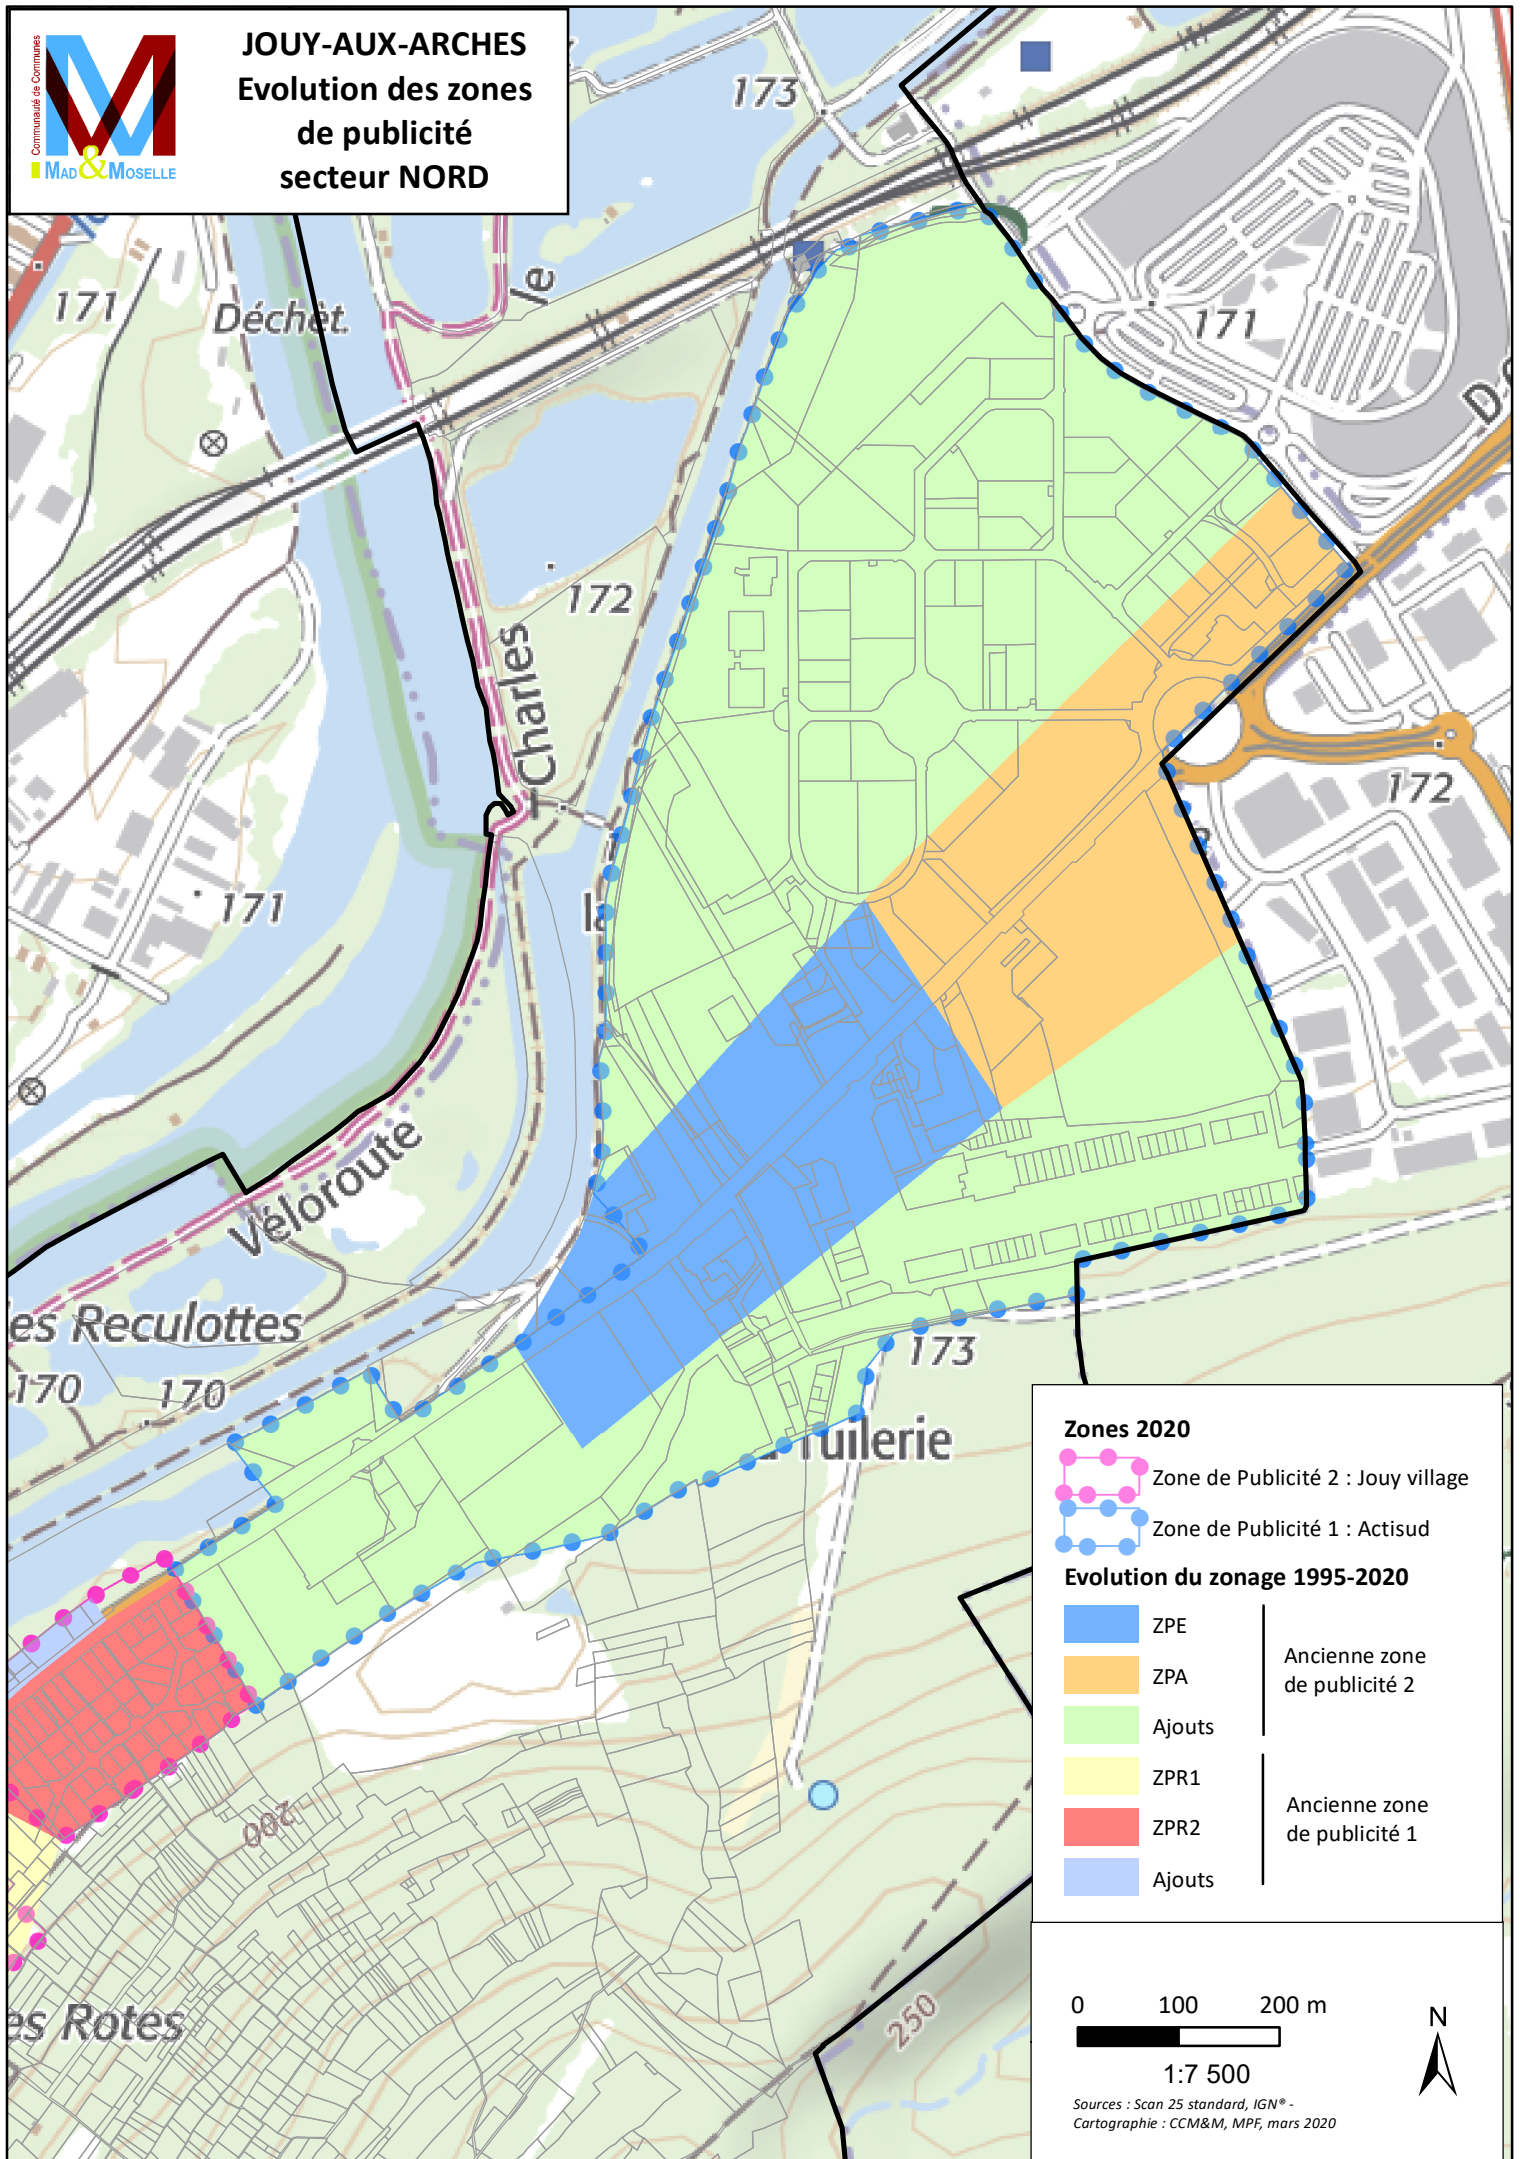 Communauté de Communes
MAD & MOSELLE
JOUY-AUX-ARCHES
Evolution des zones
de publicité
secteur NORD
173
171
Déchèt.
le
171
172
Charles
172
171
la
Véloroute
es Reculottes
170
170
173
Tuilerie
200
es Rotes
250
Zones 2020
Zone de Publicité 2 : Jouy village
Zone de Publicité 1 : Actisud
Evolution du zonage 1995-2020
ZPE
ZPA
Ajouts
Ancienne zone
de publicité 2
ZPR1
ZPR2
Ajouts
Ancienne zone
de publicité 1
0 100 200 m
1:7 500
N
Sources : Scan 25 standard, IGN® -
Cartographie : CCM&M, MPF, mars 2020